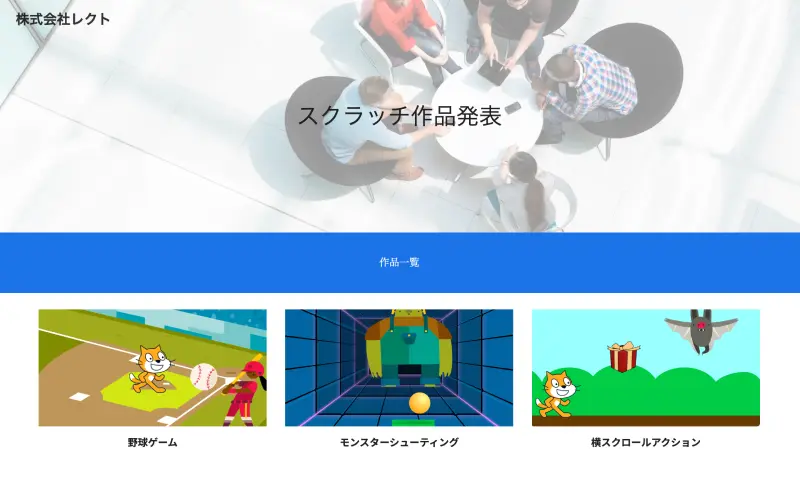 株式会社レクト
スクラッチ作品発表
作品一覧
野球ゲーム
モンスターシューティング
横スクロールアクション